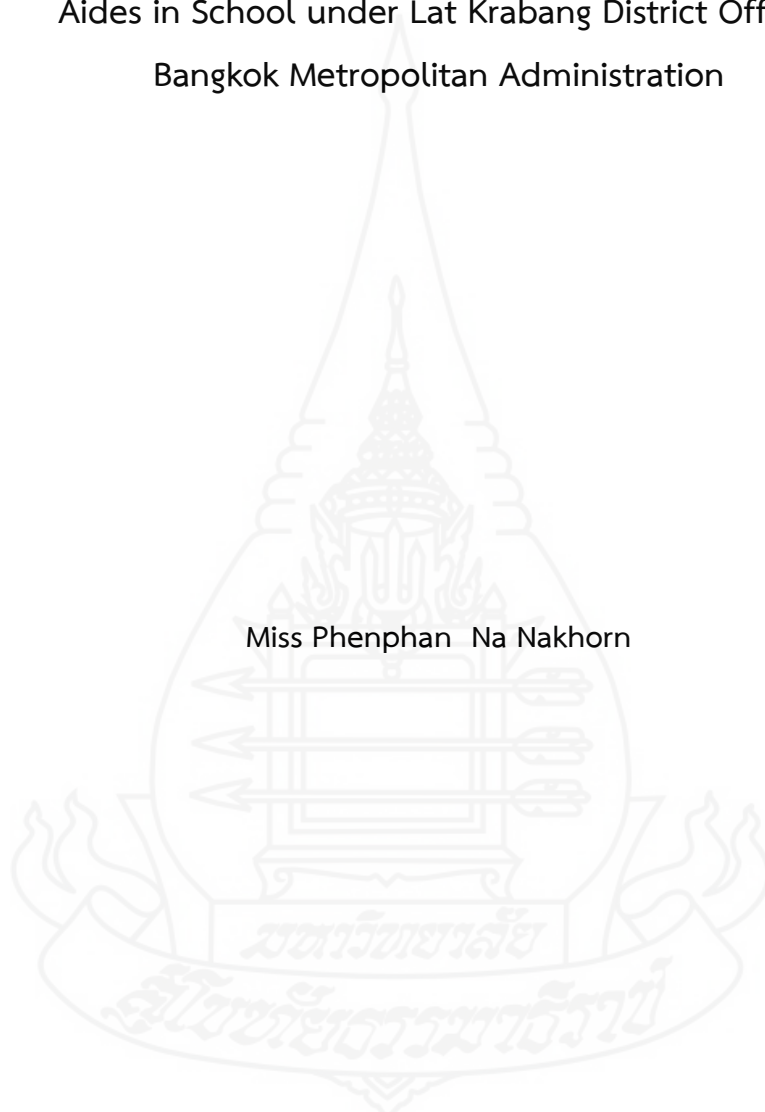 Aides in School under Lat Krabang District Off
Bangkok Metropolitan Administration
Miss Phenphan Na Nakhorn
มหาวิทยาลัย
สุโขทัยธรรมาธิราช